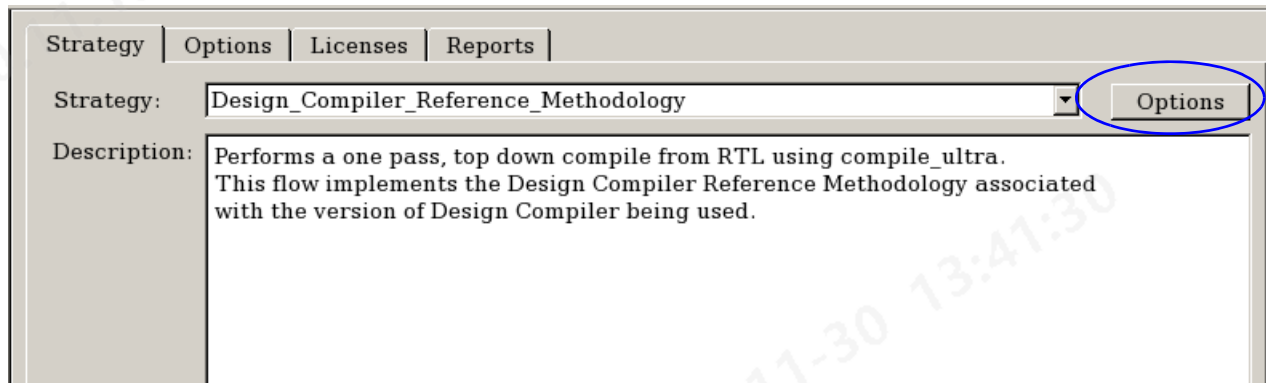 Strategy Options Licenses Reports
Strategy: Design_Compiler_Reference_Methodology Options
Description: Performs a one pass, top down compile from RTL using compile_ultra.
This flow implements the Design Compiler Reference Methodology associated
with the version of Design Compiler being used.
11-30 13:41:30